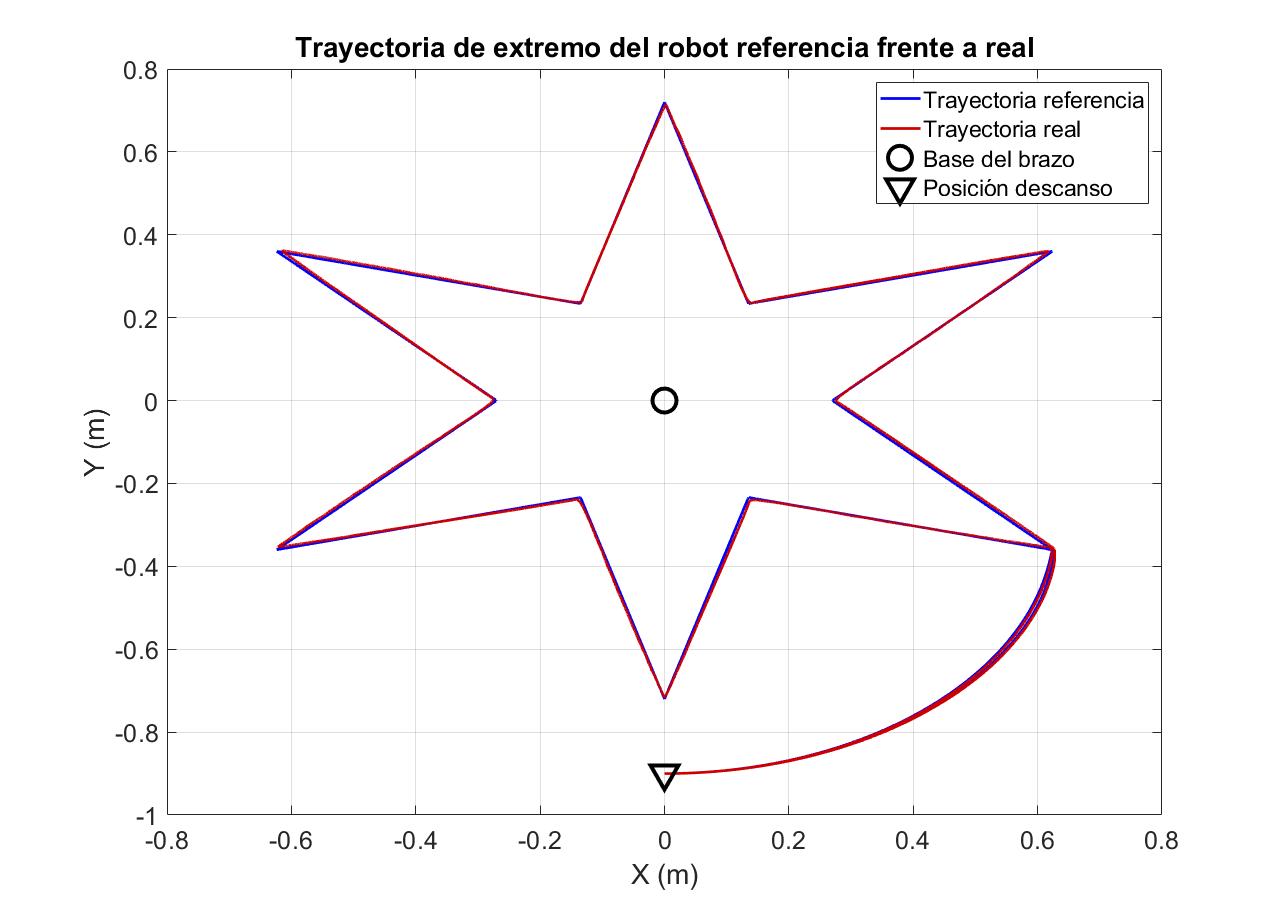 Trayectoria de extremo del robot referencia frente a real
Trayectoria referencia
Trayectoria real
Base del brazo
Posición descanso
0.8
0.6
0.4
0.2
0
-0.2
-0.4
-0.6
-0.8
-1
Y (m)
-0.8
-0.6
-0.4
-0.2
0
0.2
0.4
0.6
0.8
X (m)